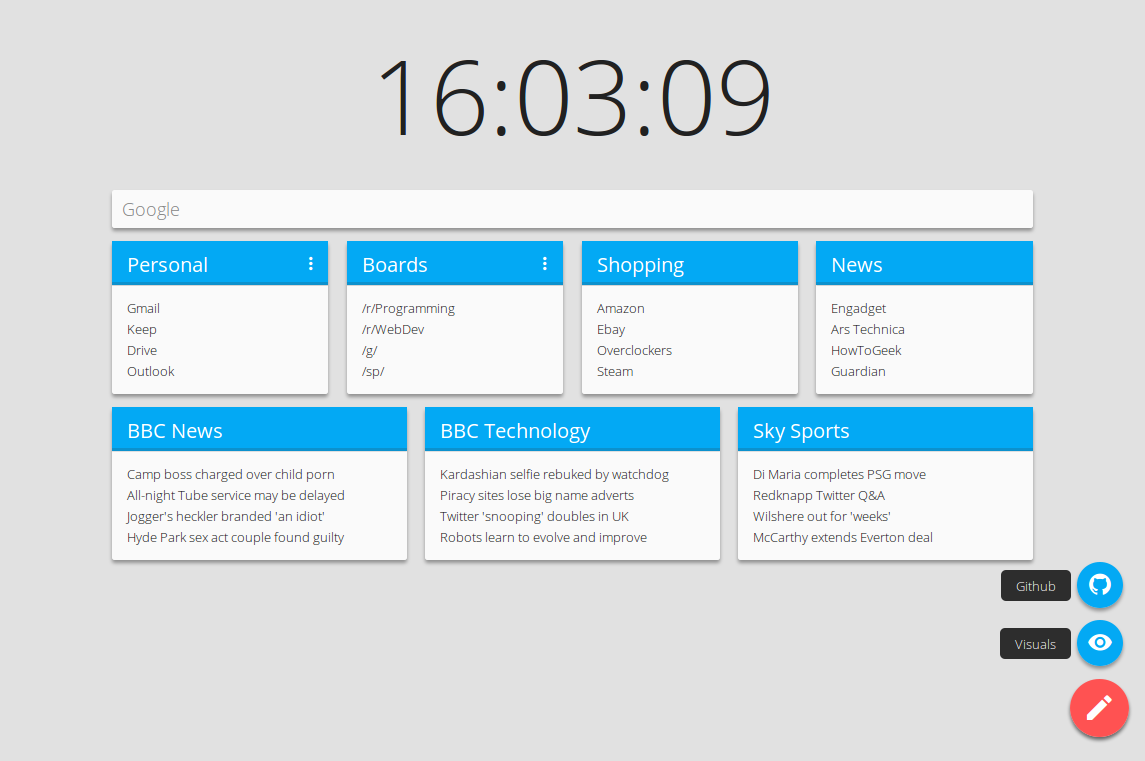 16:03:09
Google
Personal
Gmail
Keep
Drive
Outlook
Boards
/r/Programming
/r/WebDev
/g/
/sp/
Shopping
Amazon
Ebay
Overclockers
Steam
News
Engadget
Ars Technica
HowToGeek
Guardian
BBC News
Camp boss charged over child porn
All-night Tube service may be delayed
Jogger's heckler branded 'an idiot'
Hyde Park sex act couple found guilty
BBC Technology
Kardashian selfie rebuked by watchdog
Piracy sites lose big name adverts
Twitter 'snooping' doubles in UK
Robots learn to evolve and improve
Sky Sports
Di Maria completes PSG move
Redknapp Twitter Q&A
Wilshere out for 'weeks'
McCarthy extends Everton deal
Github
Visuals